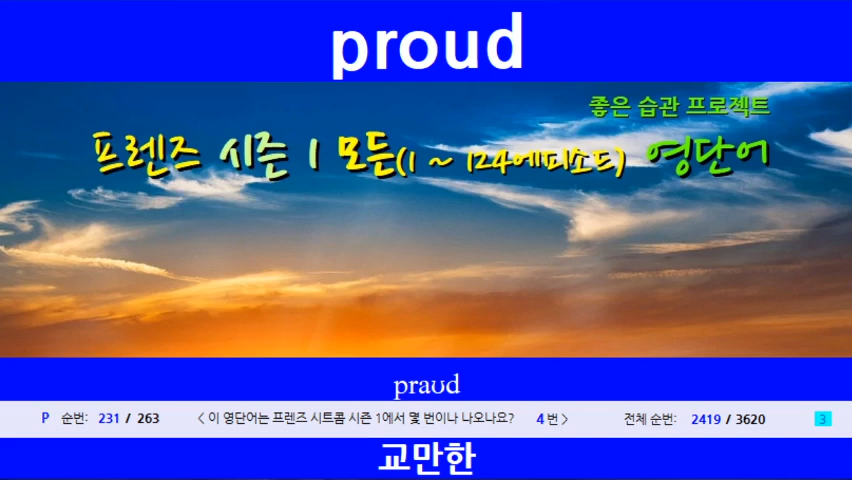 proud
좋은 습관 프로젝트
프렌즈 시즌 1 모든(1 ~ 124에피소드) 영단어
praʊd
P 순번: 231 / 263 < 이 영단어는 프렌즈 시트콤 시즌 1에서 몇 번이나 나오나요? 4 번 > 전체 순번: 2419 / 3620 3
교만한